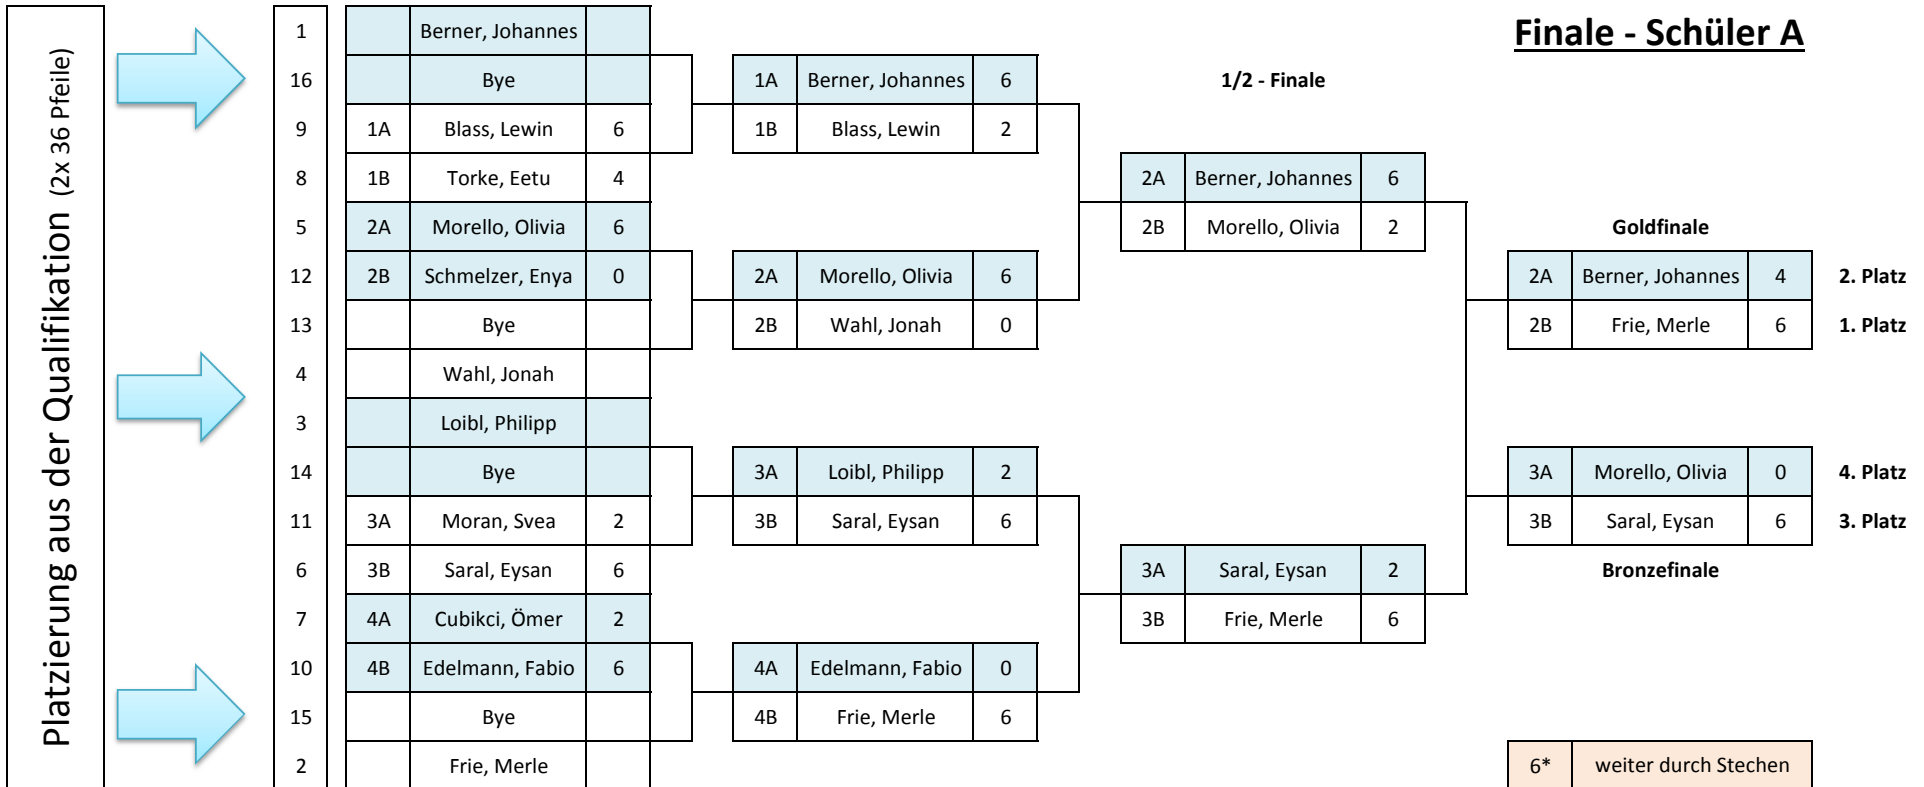 Finale - Schüler A
Platzierung aus der Qualifikation (2x 36 Pfeile)
1 Berner, Johannes
16 Bye
9 1A Blass, Lewin 6
8 1B Torke, Eetu 4
5 2A Morello, Olivia 6
12 2B Schmelzer, Enya 0
13 Bye
4 Wahl, Jonah
3 Loibl, Philipp
14 Bye
11 3A Moran, Svea 2
6 3B Saral, Eysan 6
7 4A Cubikci, Ömer 2
10 4B Edelmann, Fabio 6
15 Bye
2 Frie, Merle
1A Berner, Johannes 6
1B Blass, Lewin 2
2A Morello, Olivia 6
2B Wahl, Jonah 0
3A Loibl, Philipp 2
3B Saral, Eysan 6
4A Edelmann, Fabio 0
4B Frie, Merle 6
1/2 - Finale
2A Berner, Johannes 6
2B Morello, Olivia 2
3A Saral, Eysan 2
3B Frie, Merle 6
Goldfinale
2A Berner, Johannes 4 2. Platz
2B Frie, Merle 6 1. Platz
3A Morello, Olivia 0 4. Platz
3B Saral, Eysan 6 3. Platz
Bronzefinale
6* weiter durch Stechen